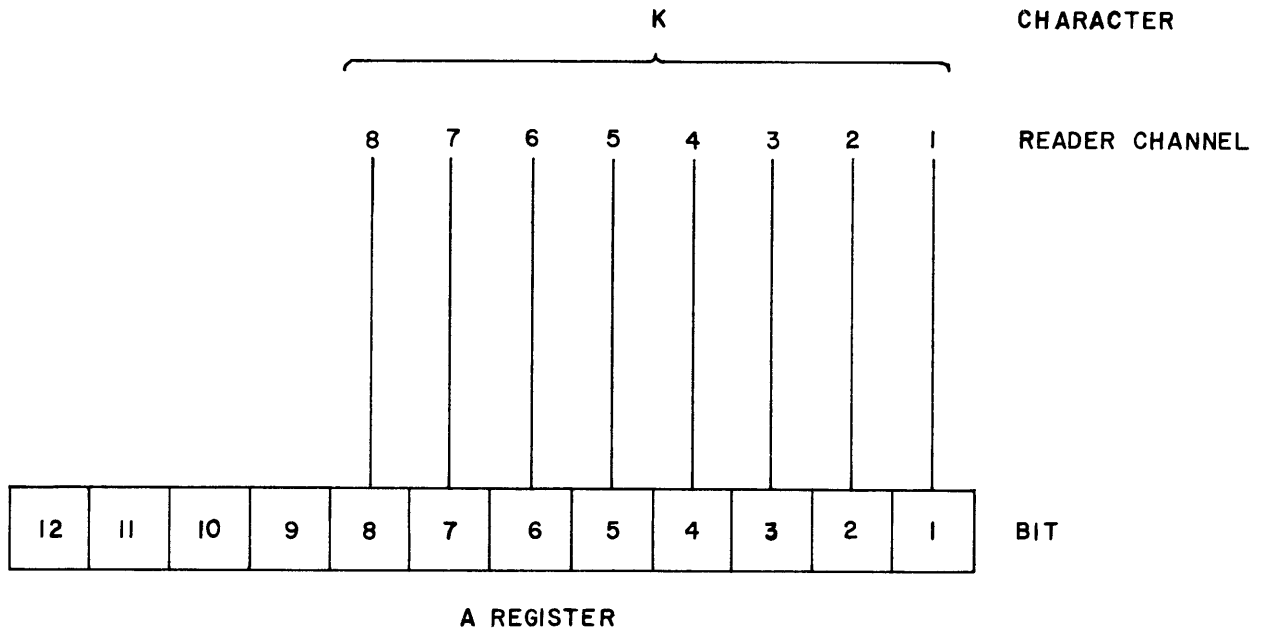 K CHARACTER
8 7 6 5 4 3 2 1 READER CHANNEL
12 11 10 9 8 7 6 5 4 3 2 1 BIT
A REGISTER